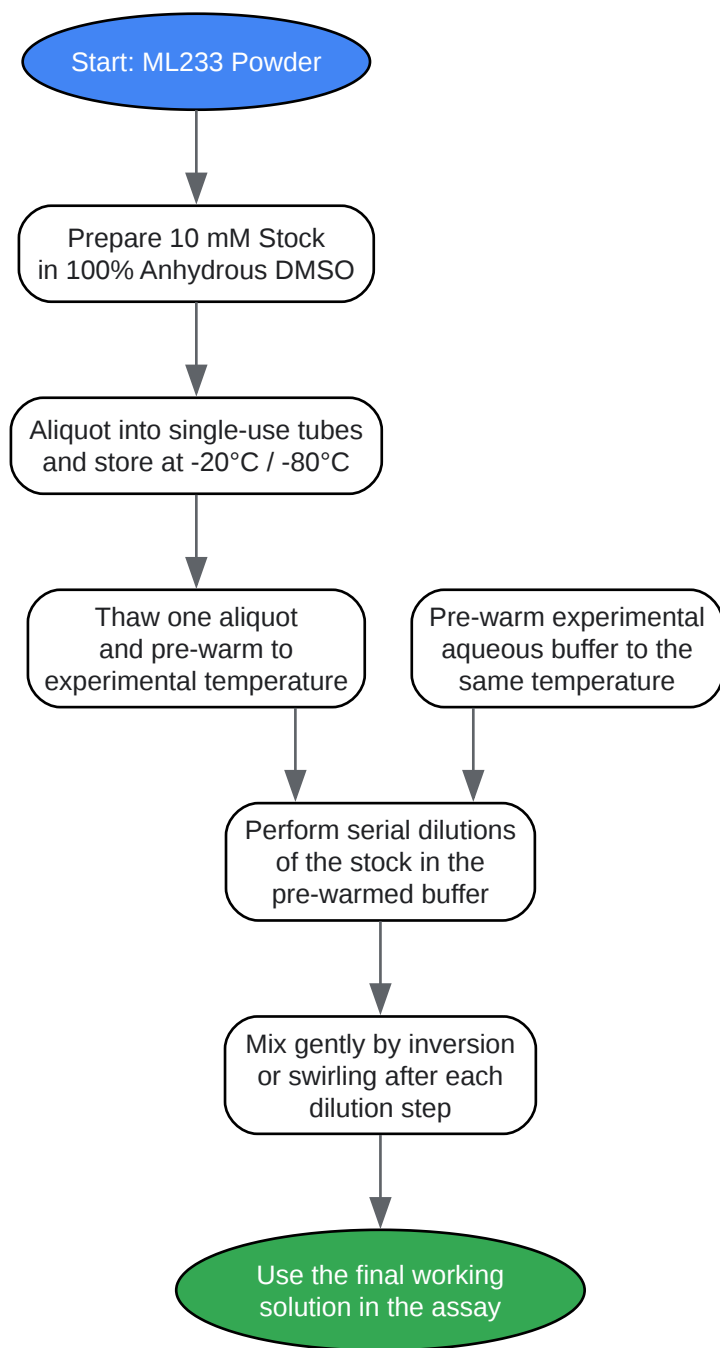 Start: ML233 Powder
Prepare 10 mM Stock
in 100% Anhydrous DMSO
Aliquot into single-use tubes
and store at -20°C / -80°C
Thaw one aliquot
and pre-warm to
experimental temperature
Pre-warm experimental
aqueous buffer to the
same temperature
Perform serial dilutions
of the stock in the
pre-warmed buffer
Mix gently by inversion
or swirling after each
dilution step
Use the final working
solution in the assay